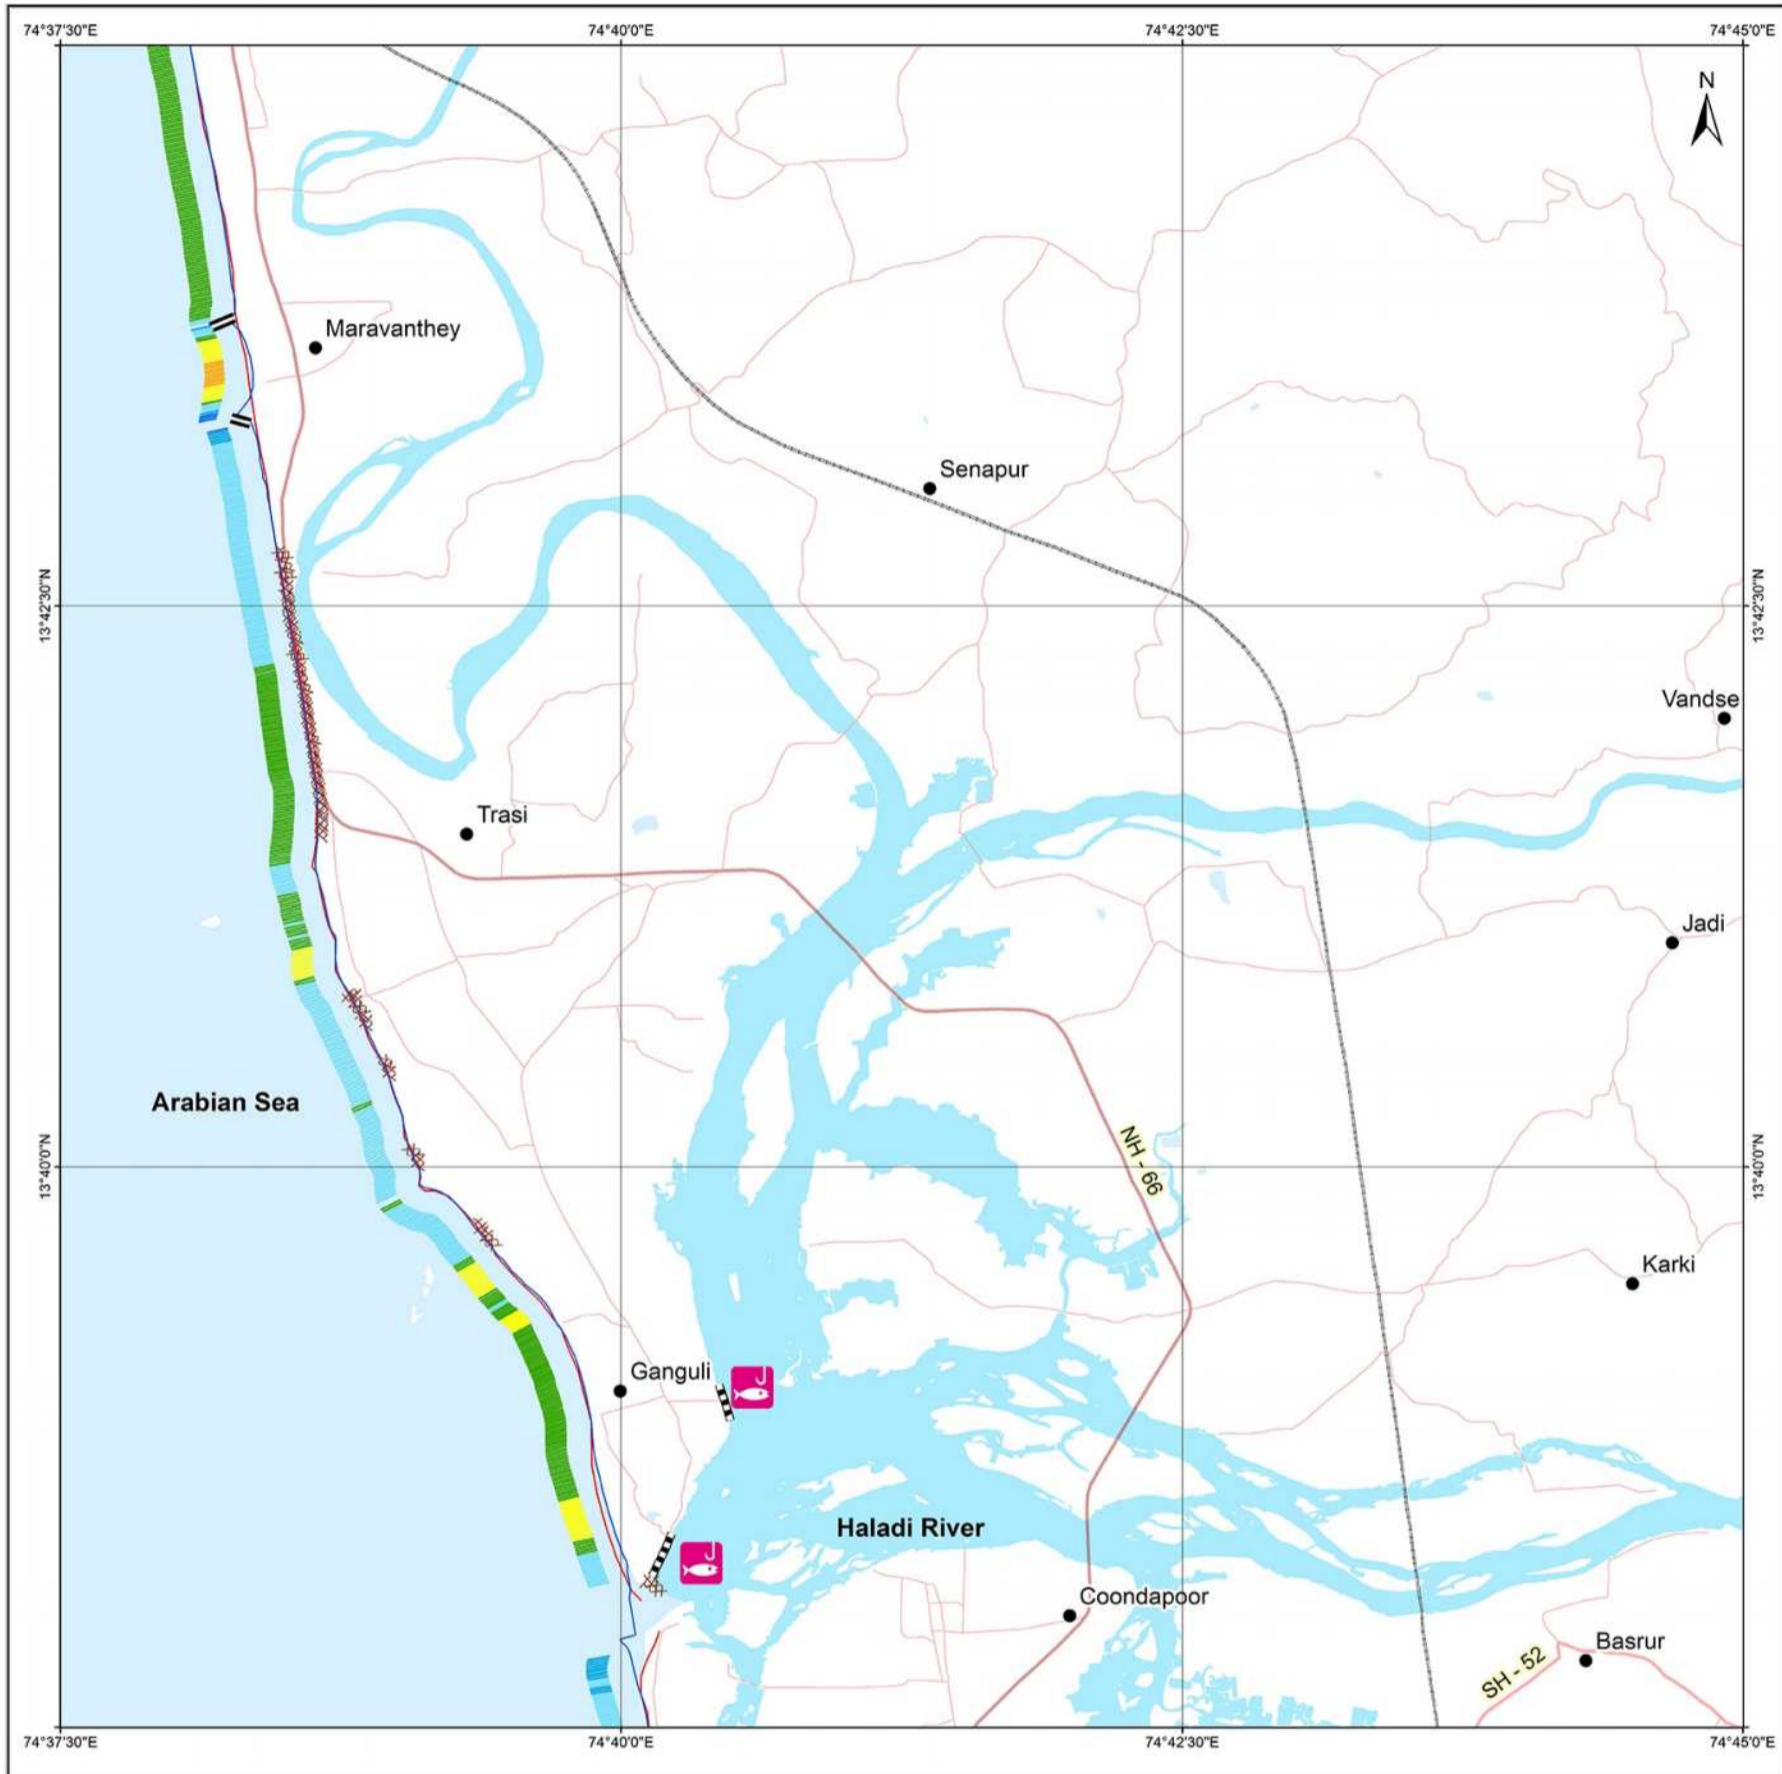 74°37'30"E
74°40'0"E
74°42'30"E
74°45'0"E
N
Maravanthey
Senapur
13°42'30"N
13°42'30"N
Vandse
Trasi
Jadi
Arabian Sea
NH - 66
13°40'0"N
13°40'0"N
Karki
Ganguli
Haladi River
Coondapoor
Basrur
SH - 52
74°37'30"E
74°40'0"E
74°42'30"E
74°45'0"E